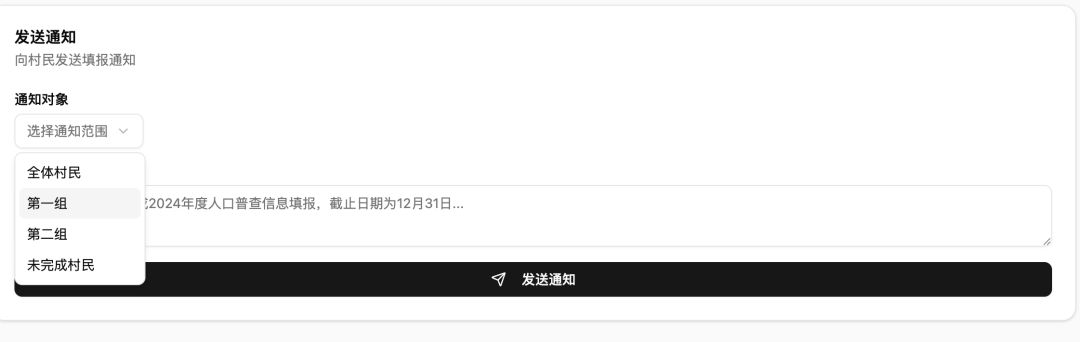 发送通知
向村民发送填报通知
通知对象
选择通知范围
全体村民
第一组
2024年度人口普查信息填报，截止日期为12月31日...
第二组
未完成村民
发送通知